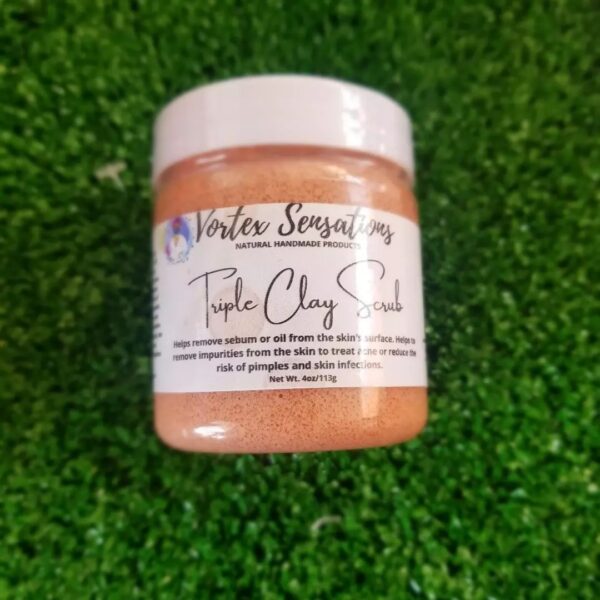 Vortex Sensations
NATURAL HANDMADE PRODUCTS
Triple Clay Scrub
Helps remove sebum or oil from the skin's surface. Helps to
remove impurities from the skin to treat acne or reduce the
risk of pimples and skin infections.
Net Wt. 4oz/113g